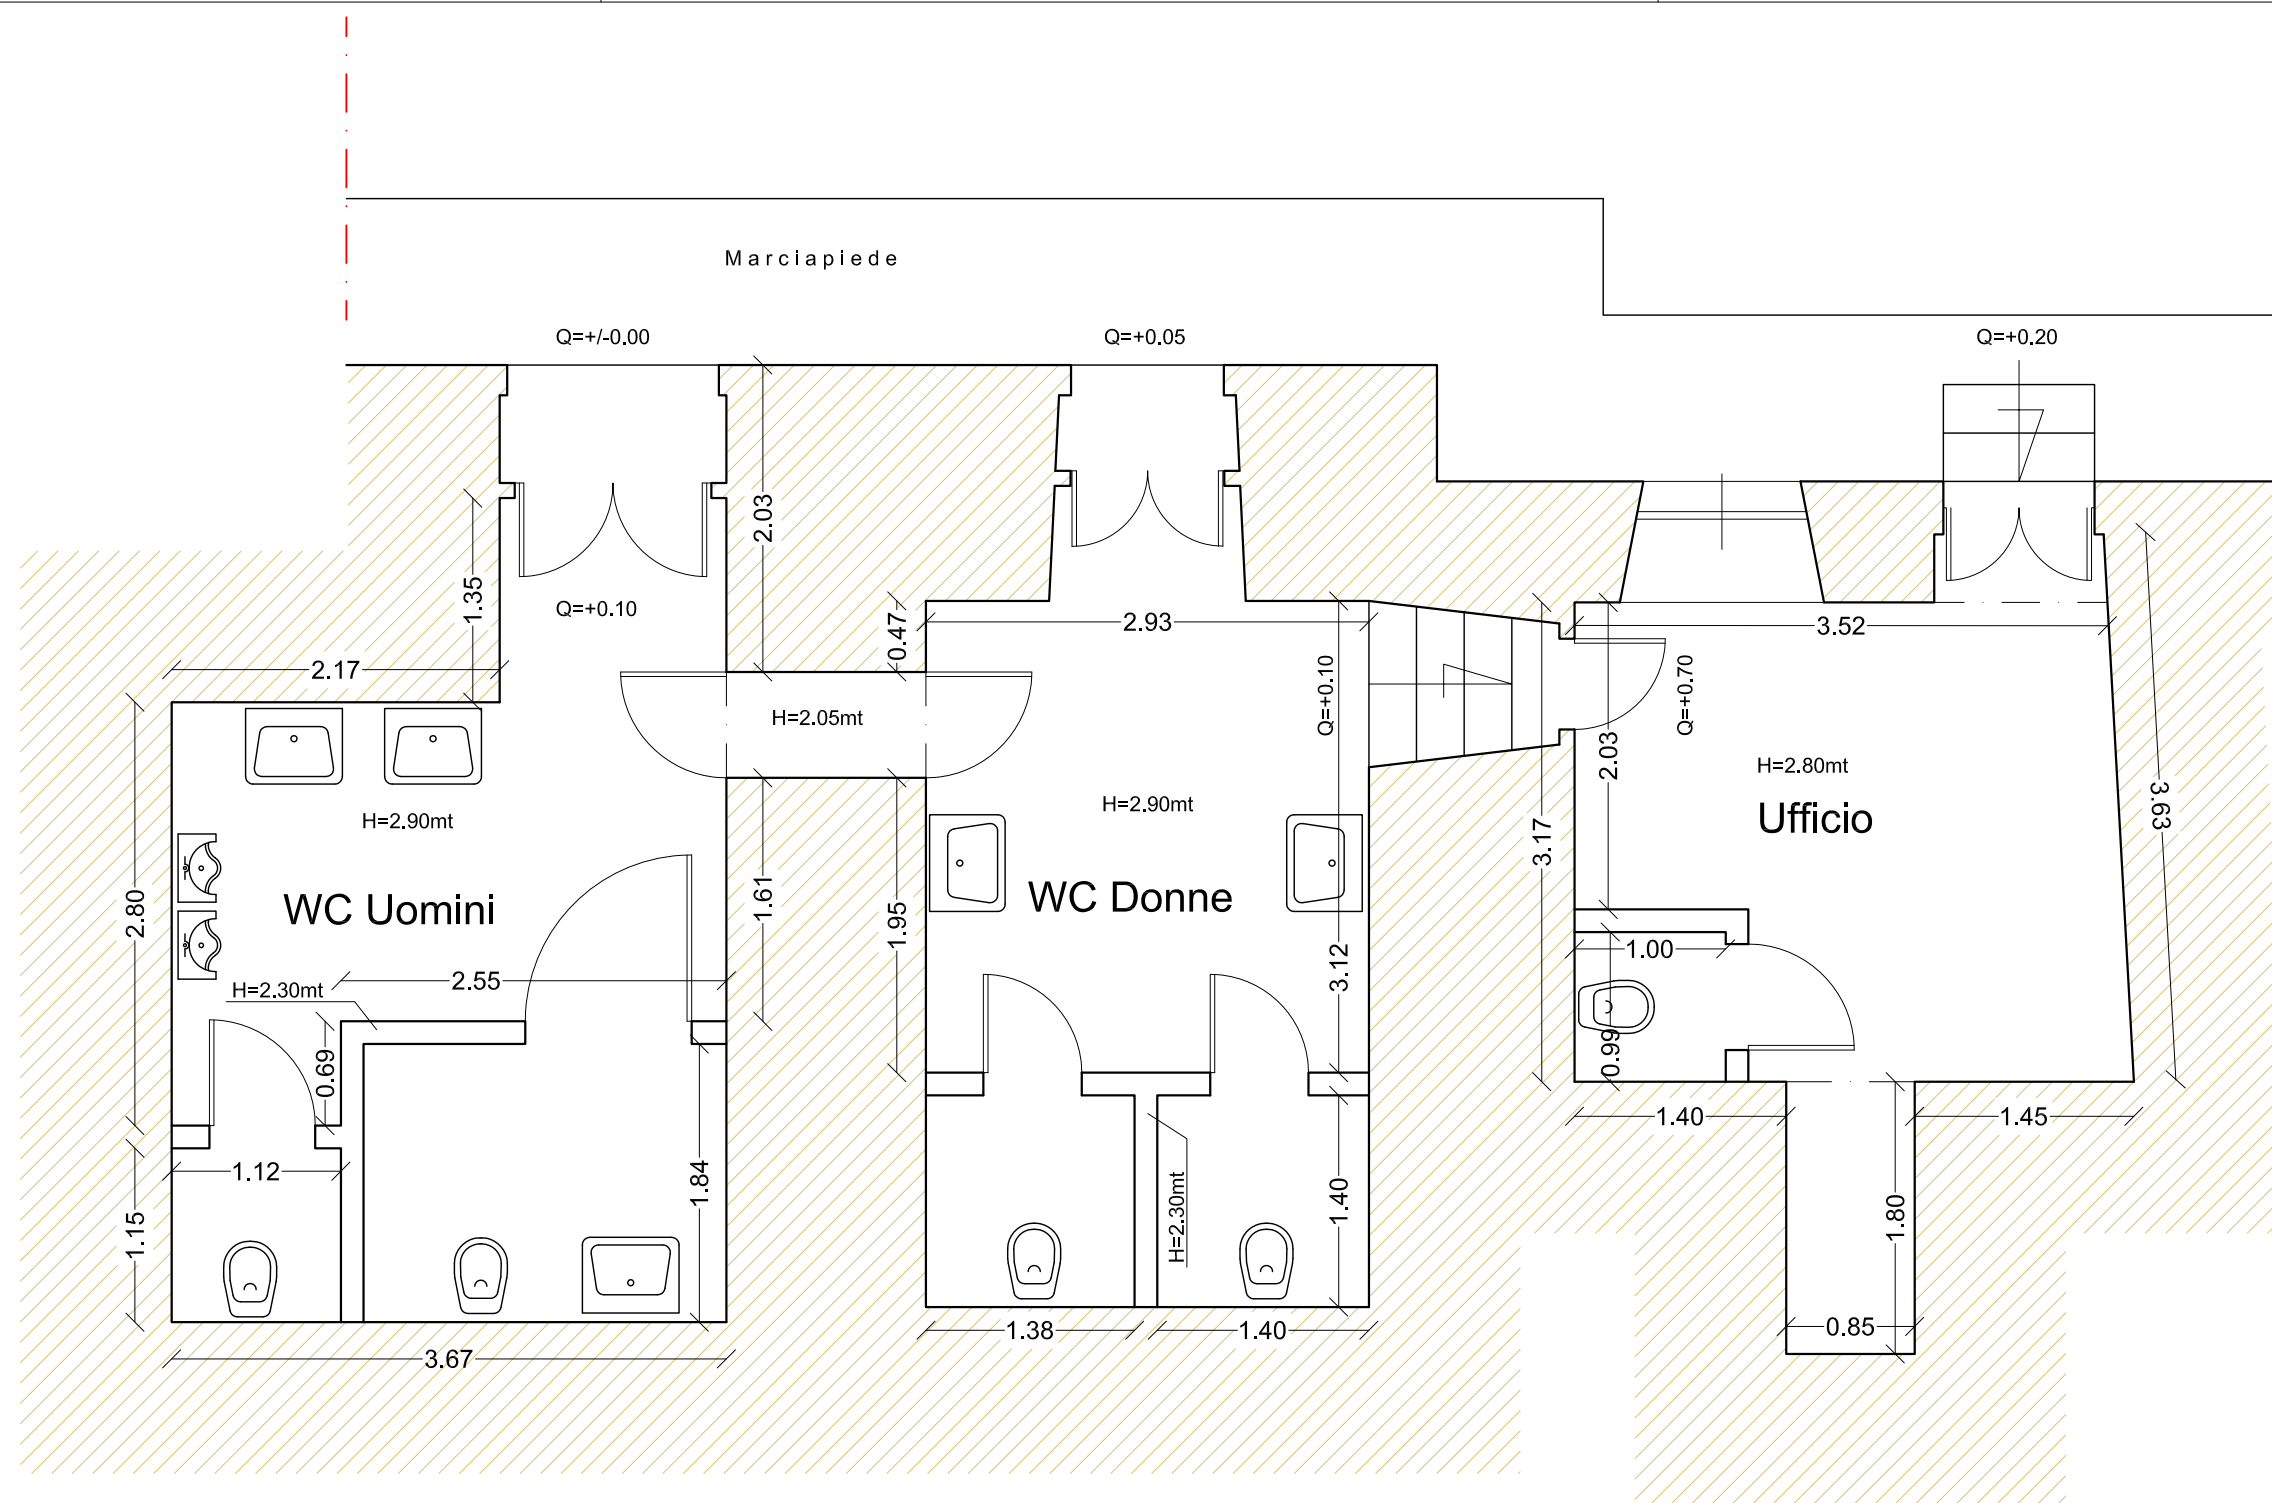 Marciapiede
Q=+/-0.00
Q=+0.05
Q=+0.20
2.03
1.35
Q=+0.10
0.47
2.93
3.52
2.17
Q=+0.10
Q=+0.70
H=2.05mt
2.03
H=2.80mt
Ufficio
3.63
H=2.90mt
H=2.90mt
3.17
WC Uomini
WC Donne
2.80
1.61
1.95
1.00
3.12
2.55
H=2.30mt
0.69
0.99
1.40
1.45
1.12
1.84
1.15
H=2.30mt
1.40
1.80
1.38
1.40
0.85
3.67